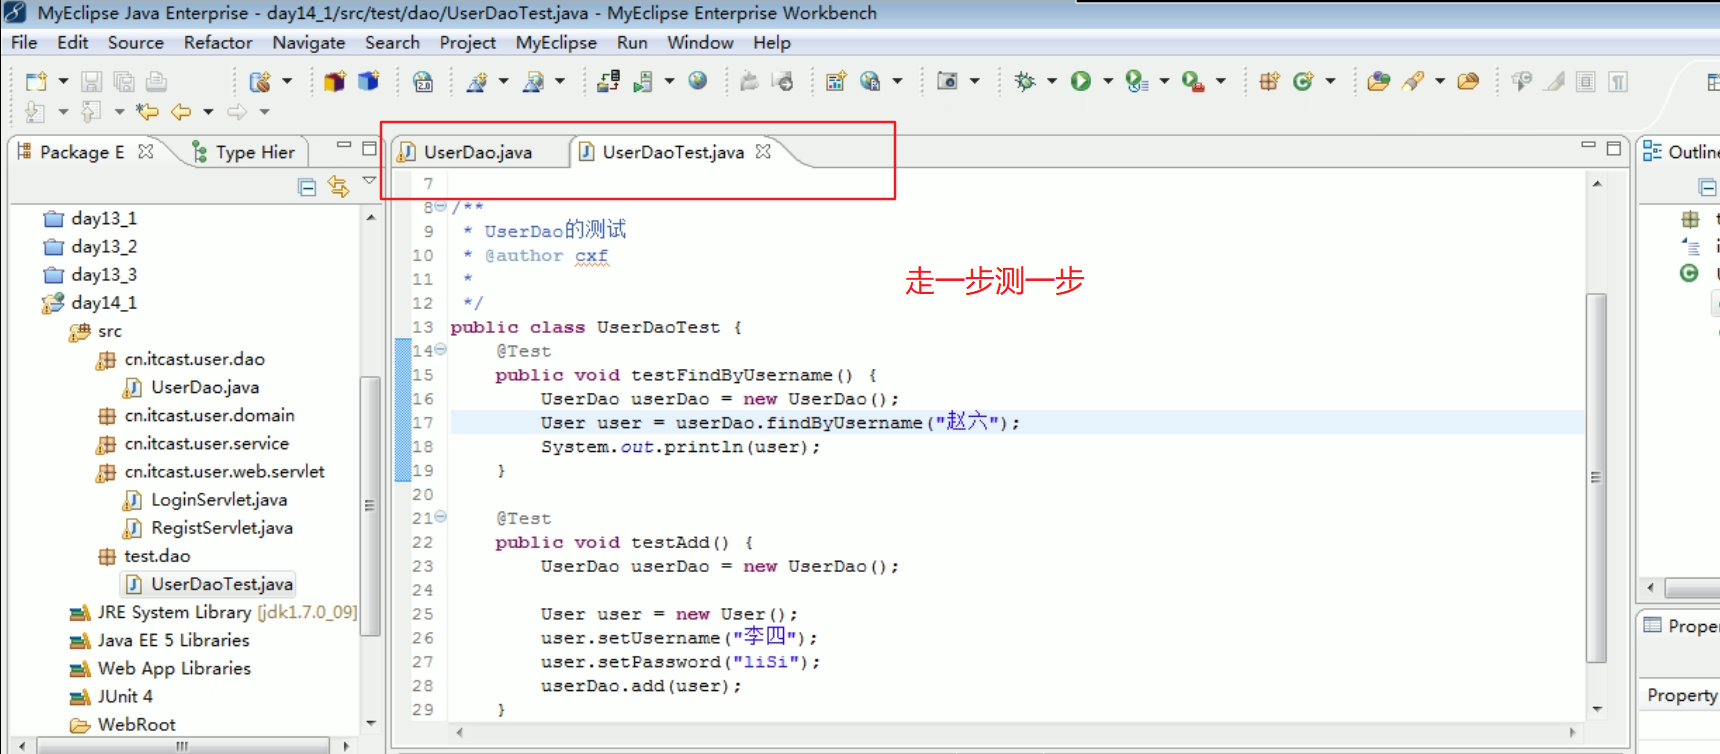 MyEclipse Java Enterprise - day14_1/src/test/dao/UserDaoTest.java - MyEclipse Enterprise Workbench
File Edit Source Refactor Navigate Search Project MyEclipse Run Window Help
Package E Type Hier
UserDao.java UserDaoTest.java
Outline
day13_1
day13_2
day13_3
day14_1
src
cn.itcast.user.dao
UserDao.java
cn.itcast.user.domain
cn.itcast.user.service
cn.itcast.user.web.servlet
LoginServlet.java
RegistServlet.java
test.dao
UserDaoTest.java
JRE System Library [jdk1.7.0_09]
Java EE 5 Libraries
Web App Libraries
JUnit 4
WebRoot
7
8 /**
9 * UserDao的测试
10 * @author cxf
11 *
12 */
13 public class UserDaoTest {
14 @Test
15 public void testFindByUsername() {
16 UserDao userDao = new UserDao();
17 User user = userDao.findByUsername("赵六");
18 System.out.println(user);
19 }
20
21 @Test
22 public void testAdd() {
23 UserDao userDao = new UserDao();
24
25 User user = new User();
26 user.setUsername("李四");
27 user.setPassword("liSi");
28 userDao.add(user);
29 }
走一步测一步
Proper
Property